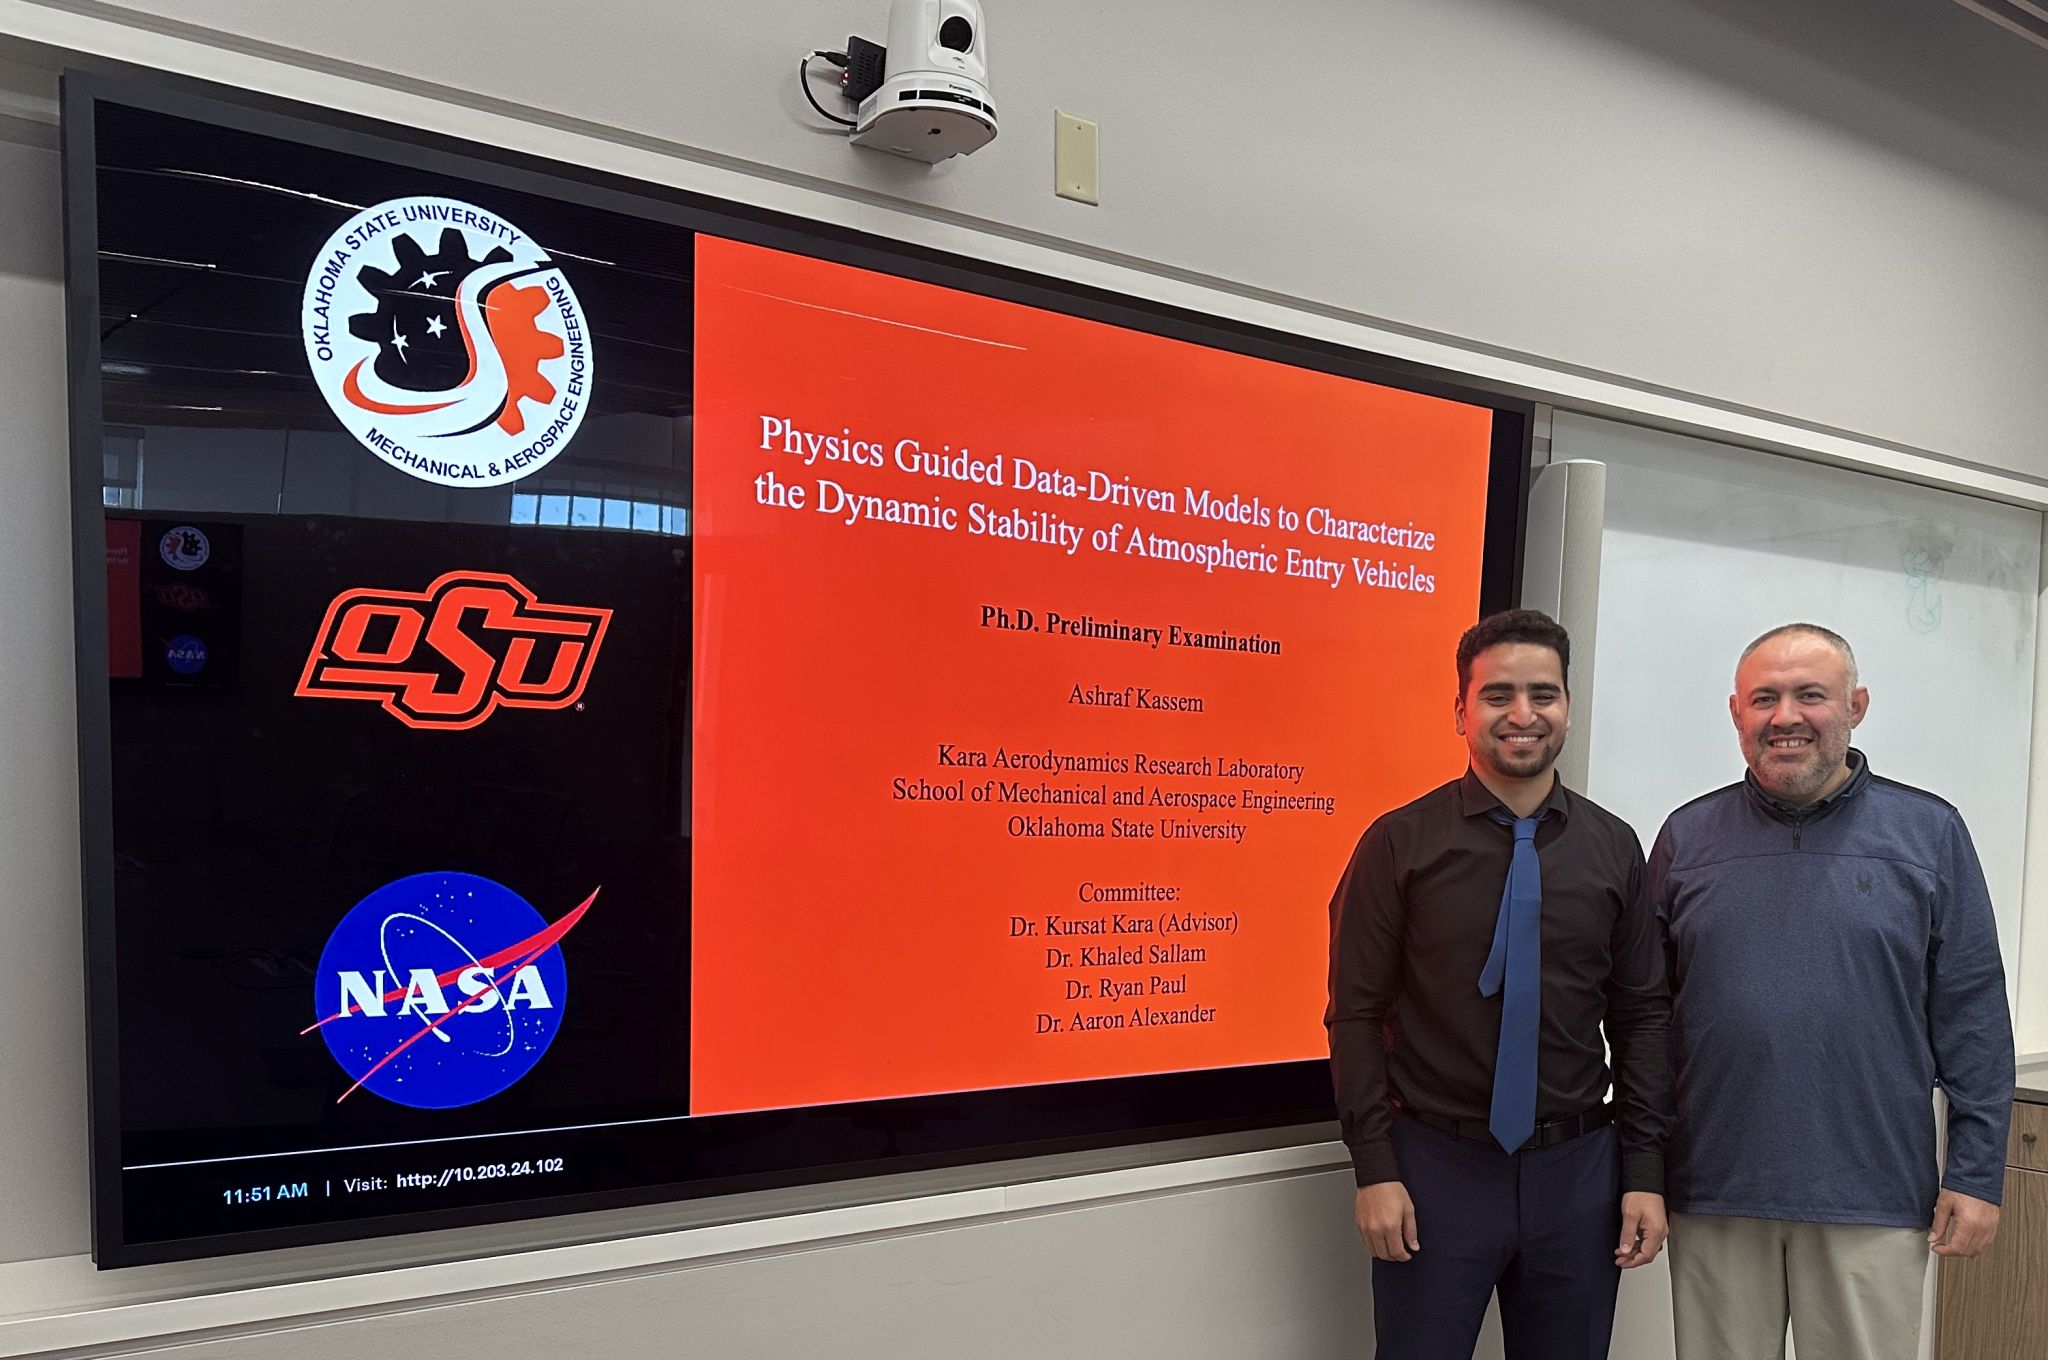 OKLAHOMA STATE UNIVERSITY
MECHANICAL & AEROSPACE ENGINEERING
OSU
NASA
11:51 AM | Visit: http://10.203.24.102
Physics Guided Data-Driven Models to Characterize
the Dynamic Stability of Atmospheric Entry Vehicles
Ph.D. Preliminary Examination
Ashraf Kassem
Kara Aerodynamics Research Laboratory
School of Mechanical and Aerospace Engineering
Oklahoma State University
Committee:
Dr. Kursat Kara (Advisor)
Dr. Khaled Sallam
Dr. Ryan Paul
Dr. Aaron Alexander
Panasonic